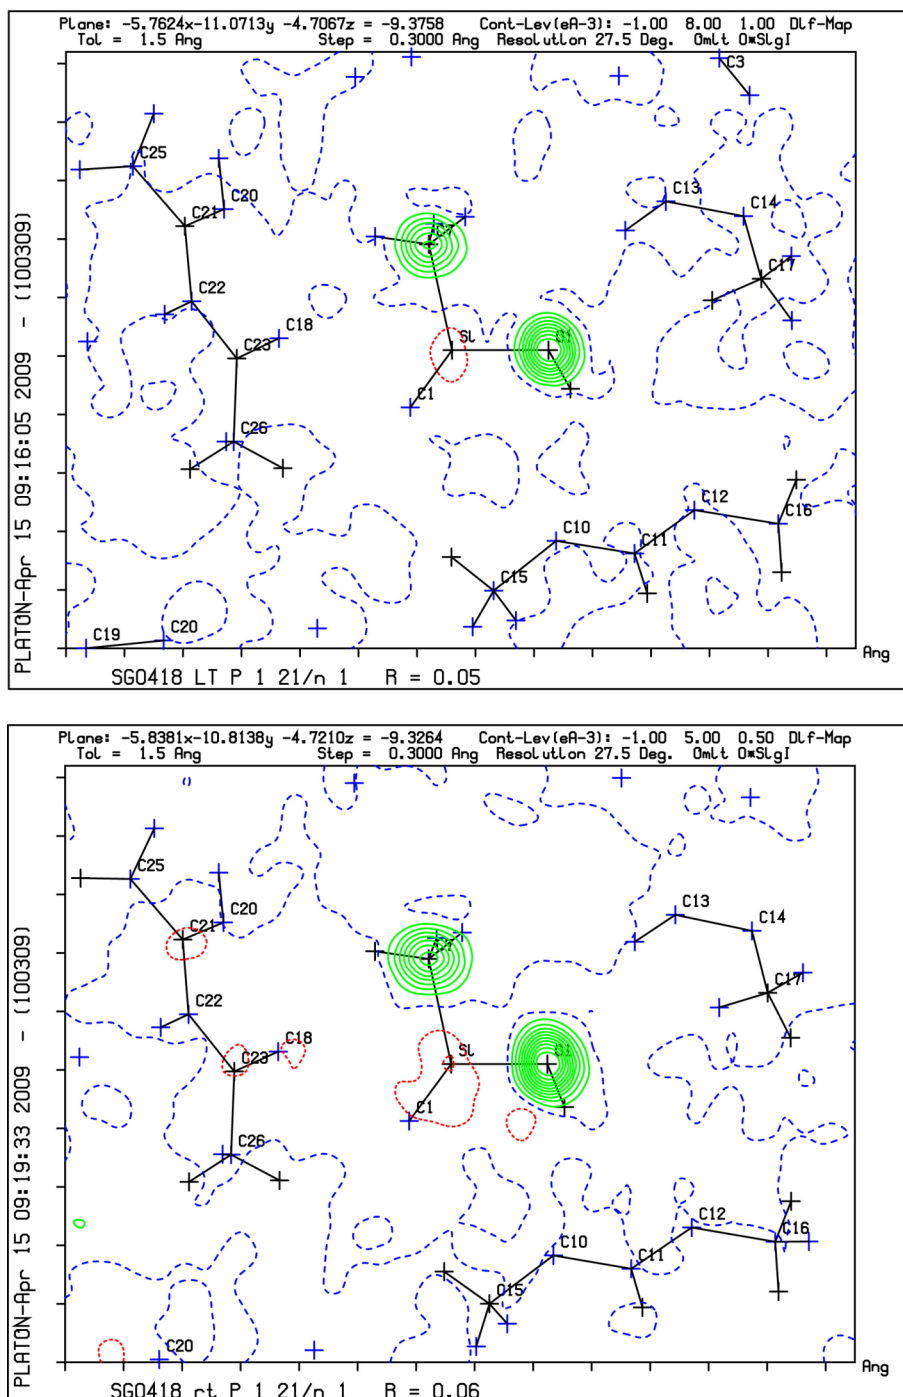 Plane: -5.7624x-11.0713y -4.7067z = -9.3758 Cont-Lev(eA-3): -1.00 8.00 1.00 Dif-Map
Tol = 1.5 Ang Step = 0.3000 Ang Resolution 27.5 Deg. Omit O*SigI
PLATON-Apr 15 09:16:05 2009 - (100309)
C3
C25
C20
C13
C14
C21
C7
C17
C22
C18
C23
Si
O1
C1
C26
C12
C16
C10
C11
C15
C20
C19
Ang
SG0418 LT P 1 21/n 1 R = 0.05
Plane: -5.8381x-10.8138y -4.7210z = -9.3264 Cont-Lev(eA-3): -1.00 5.00 0.50 Dif-Map
Tol = 1.5 Ang Step = 0.3000 Ang Resolution 27.5 Deg. Omit O*SigI
PLATON-Apr 15 09:19:33 2009 - (100309)
C25
C20
C13
C14
C21
C17
C22
C18
C23
Si
O1
C1
C26
C12
C16
C10
C11
C20
Ang
SG0418 rt P 1 21/n 1 R = 0.06